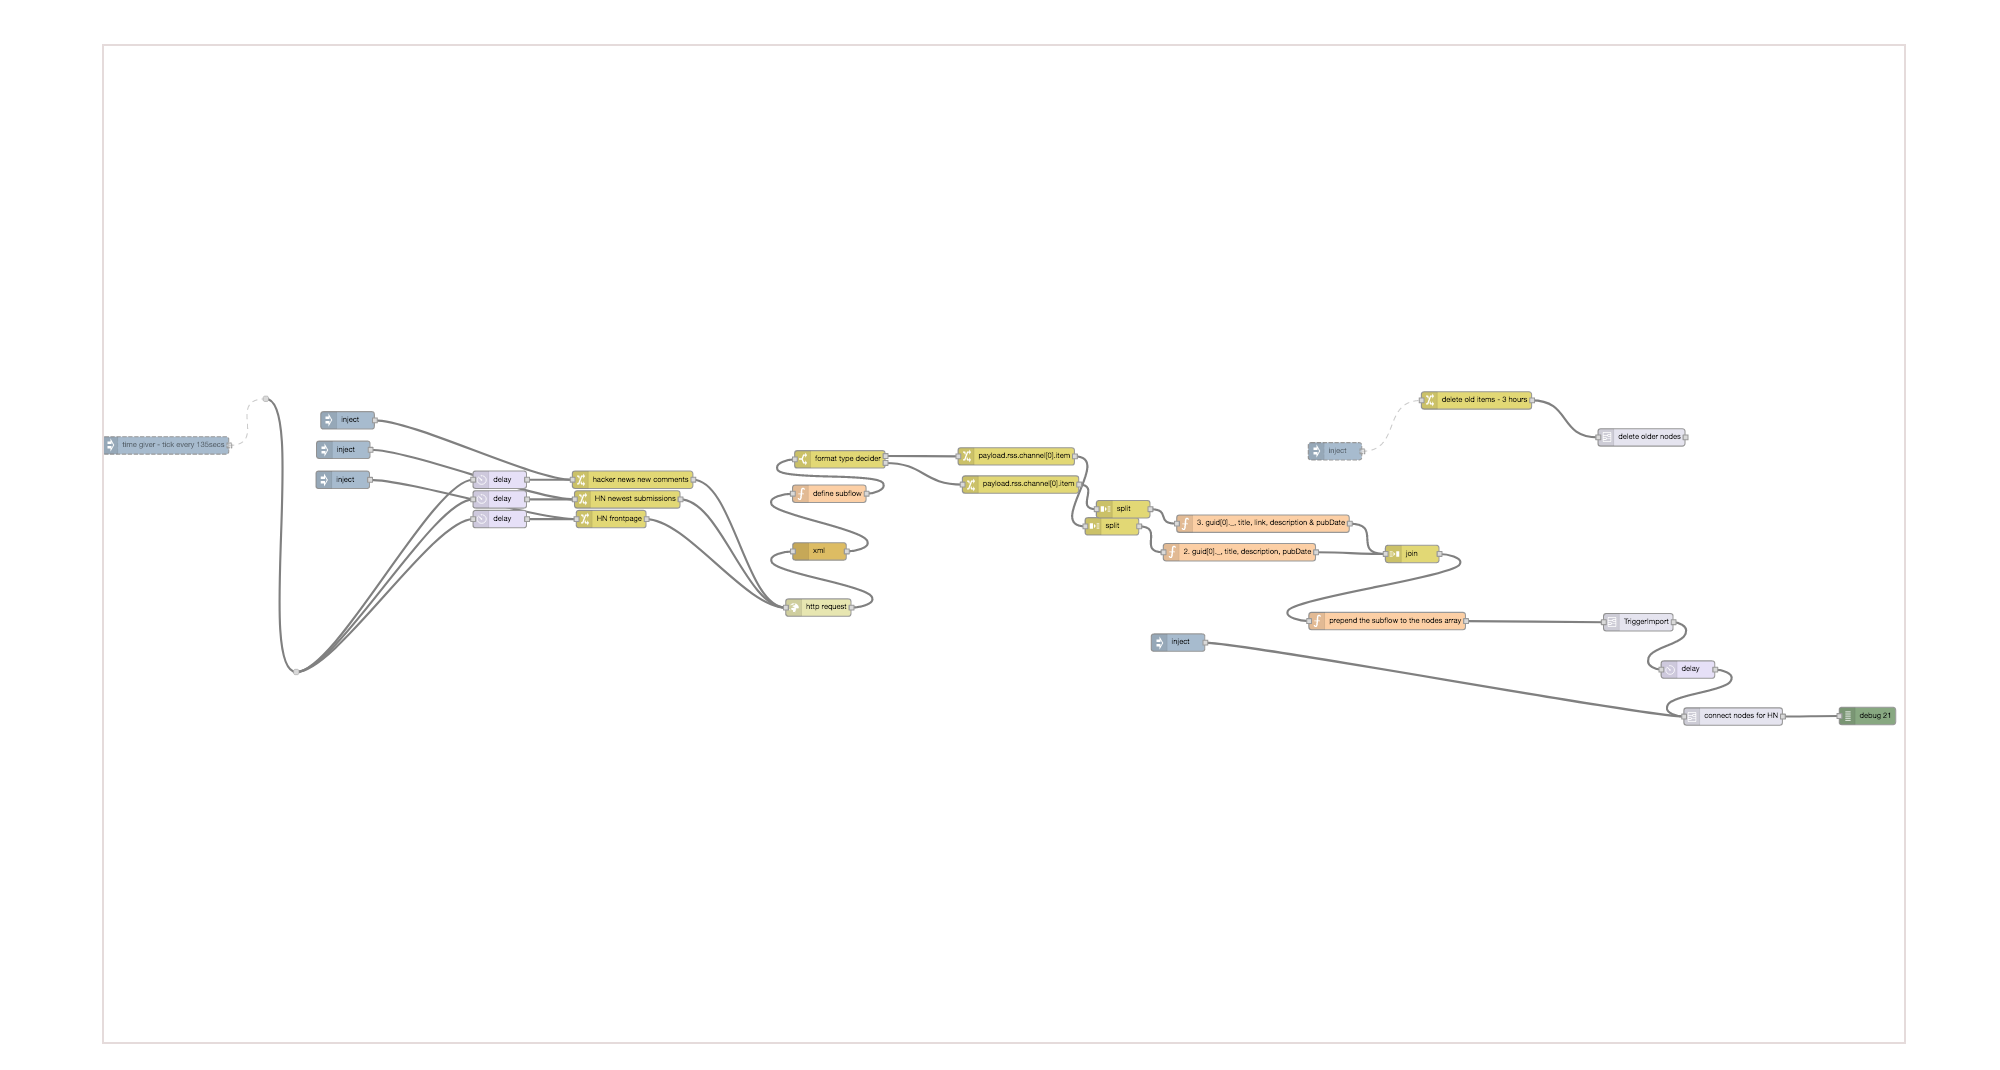 time giver - tick every 135secs
inject
inject
inject
delay
delay
delay
hacker news new comments
HN newest submissions
HN frontpage
format type decider
define subflow
xml
http request
payload.rss.channel[0].item
payload.rss.channel[0].item
split
split
3. guid[0]._, title, link, description & pubDate
2. guid[0]._, title, description, pubDate
join
inject
delete old items - 3 hours
delete older nodes
prepend the subflow to the nodes array
TriggerImport
delay
inject
connect nodes for HN
debug 21